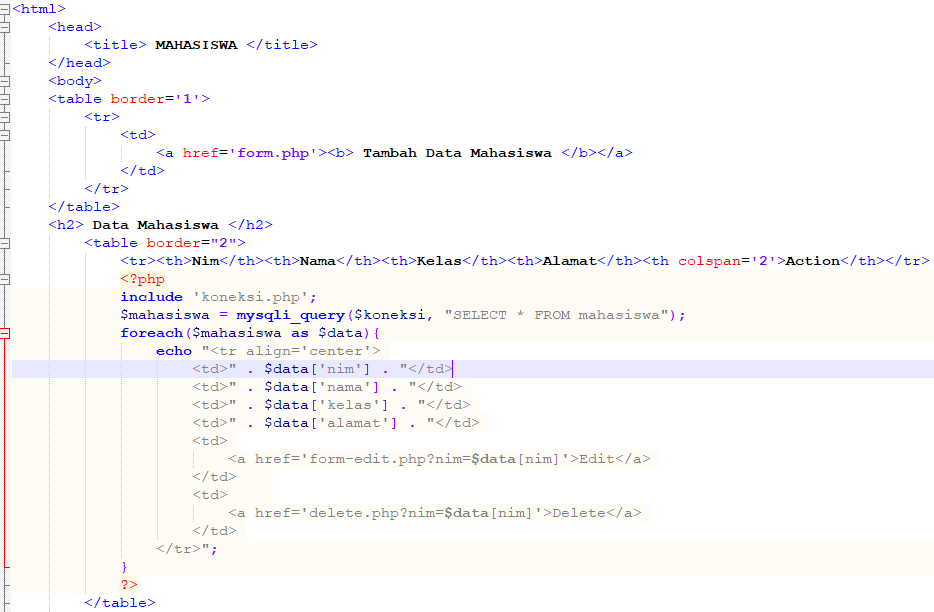 <html>
<head>
<title> MAHASISWA </title>
</head>
<body>
<table border='1'>
<tr>
<td>
<a href='form.php'><b> Tambah Data Mahasiswa </b></a>
</td>
</tr>
</table>
<h2> Data Mahasiswa </h2>
<table border="2">
<tr><th>Nim</th><th>Nama</th><th>Kelas</th><th>Alamat</th><th colspan='2'>Action</th></tr>
<?php
include 'koneksi.php';
$mahasiswa = mysqli_query($koneksi, "SELECT * FROM mahasiswa");
foreach($mahasiswa as $data){
echo "<tr align='center'>
<td>" . $data['nim'] . "</td>
<td>" . $data['nama'] . "</td>
<td>" . $data['kelas'] . "</td>
<td>" . $data['alamat'] . "</td>
<td>
<a href='form-edit.php?nim=$data[nim]'>Edit</a>
</td>
<td>
<a href='delete.php?nim=$data[nim]'>Delete</a>
</td>
</tr>";
}
?>
</table>